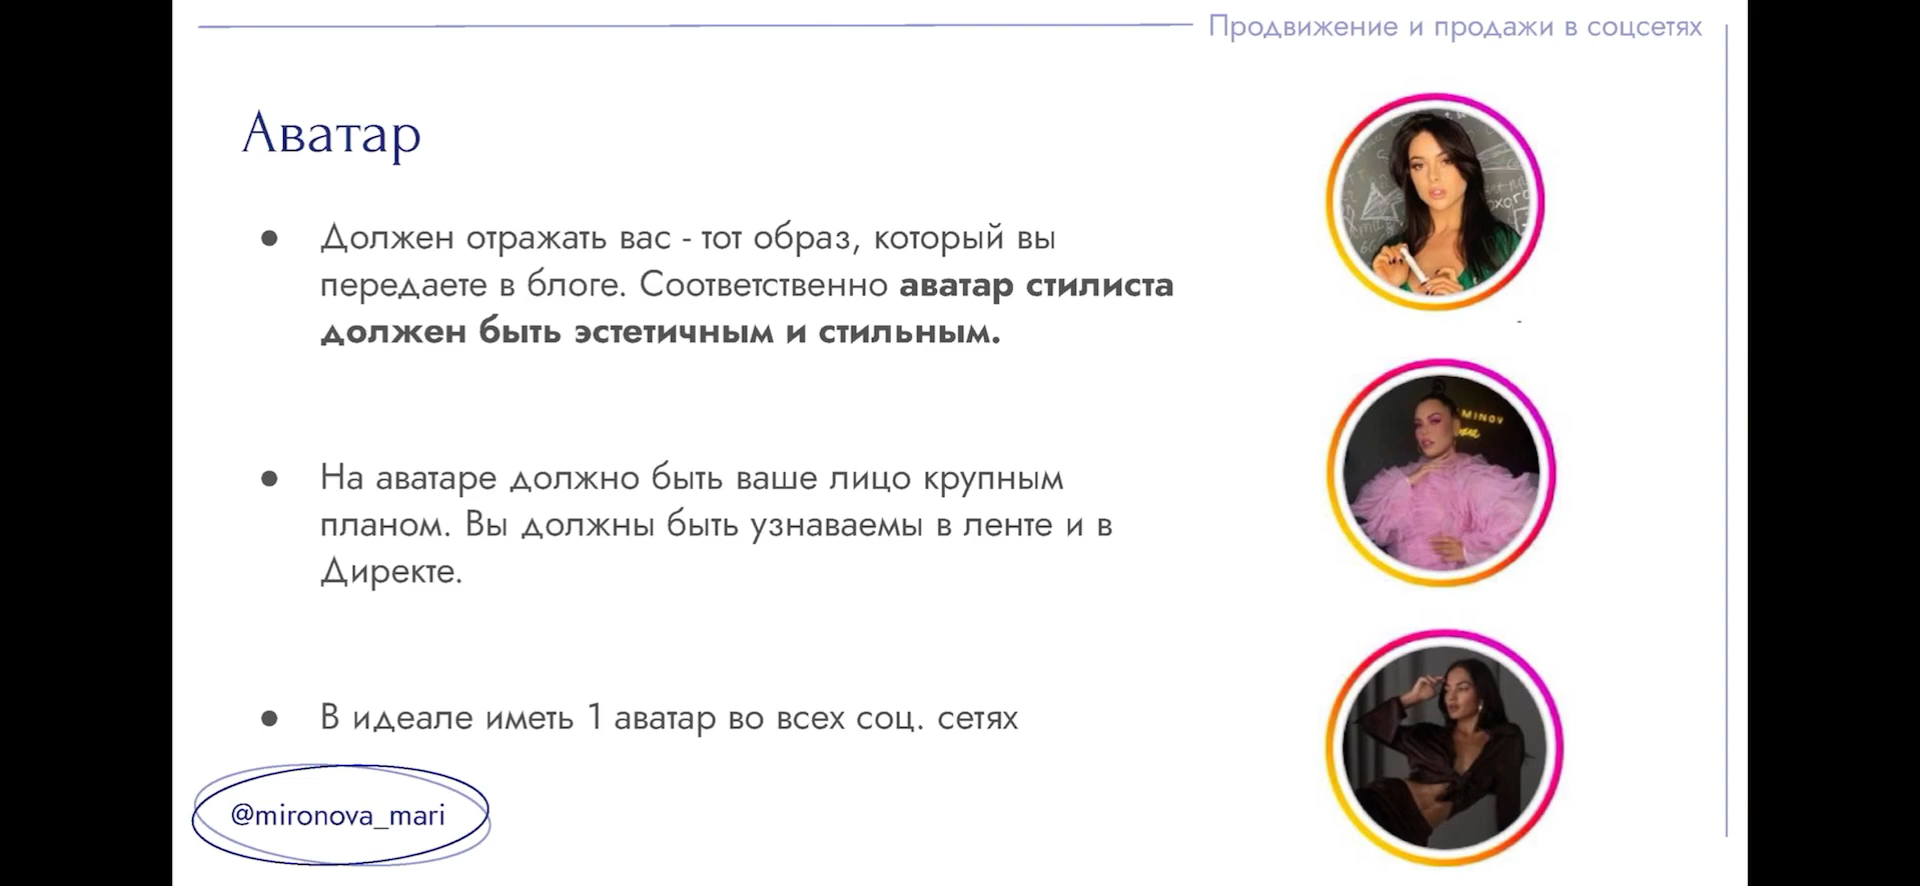 Продвижение и продажи в соцсетях
Аватар
● Должен отражать вас - тот образ, который вы
передаете в блоге. Соответственно аватар стилиста
должен быть эстетичным и стильным.
● На аватаре должно быть ваше лицо крупным
планом. Вы должны быть узнаваемы в ленте и в
Директе.
● В идеале иметь 1 аватар во всех соц. сетях
@mironova_mari
MINOV